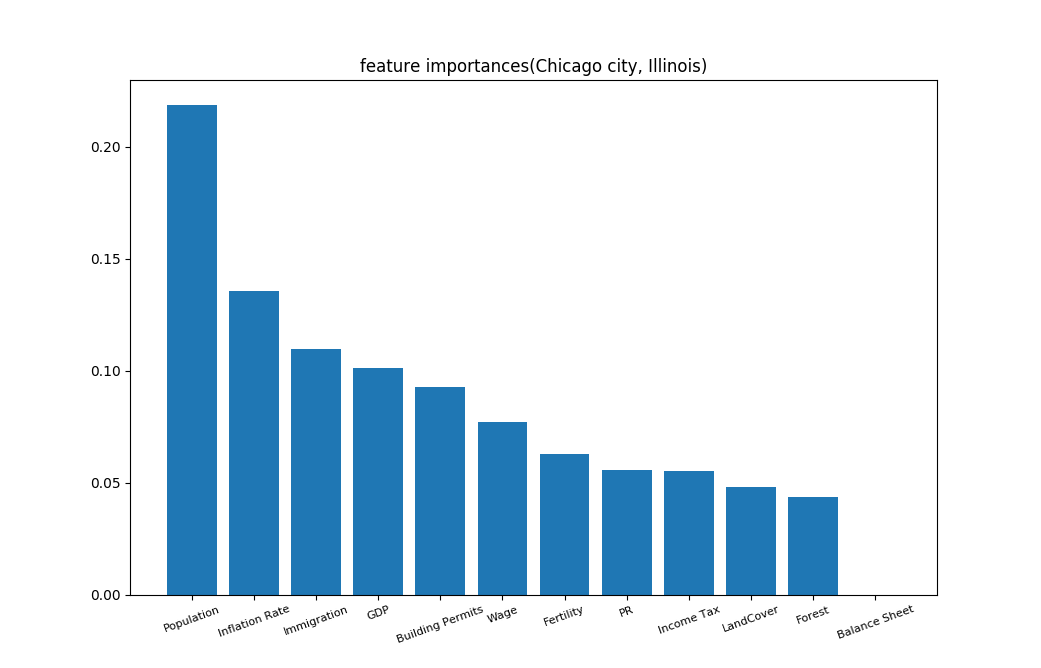 feature importances(Chicago city, Illinois)
0.20
0.15
0.10
0.05
0.00
Population
Inflation Rate
Immigration
GDP
Building Permits
Wage
Fertility
PR
Income Tax
LandCover
Forest
Balance Sheet